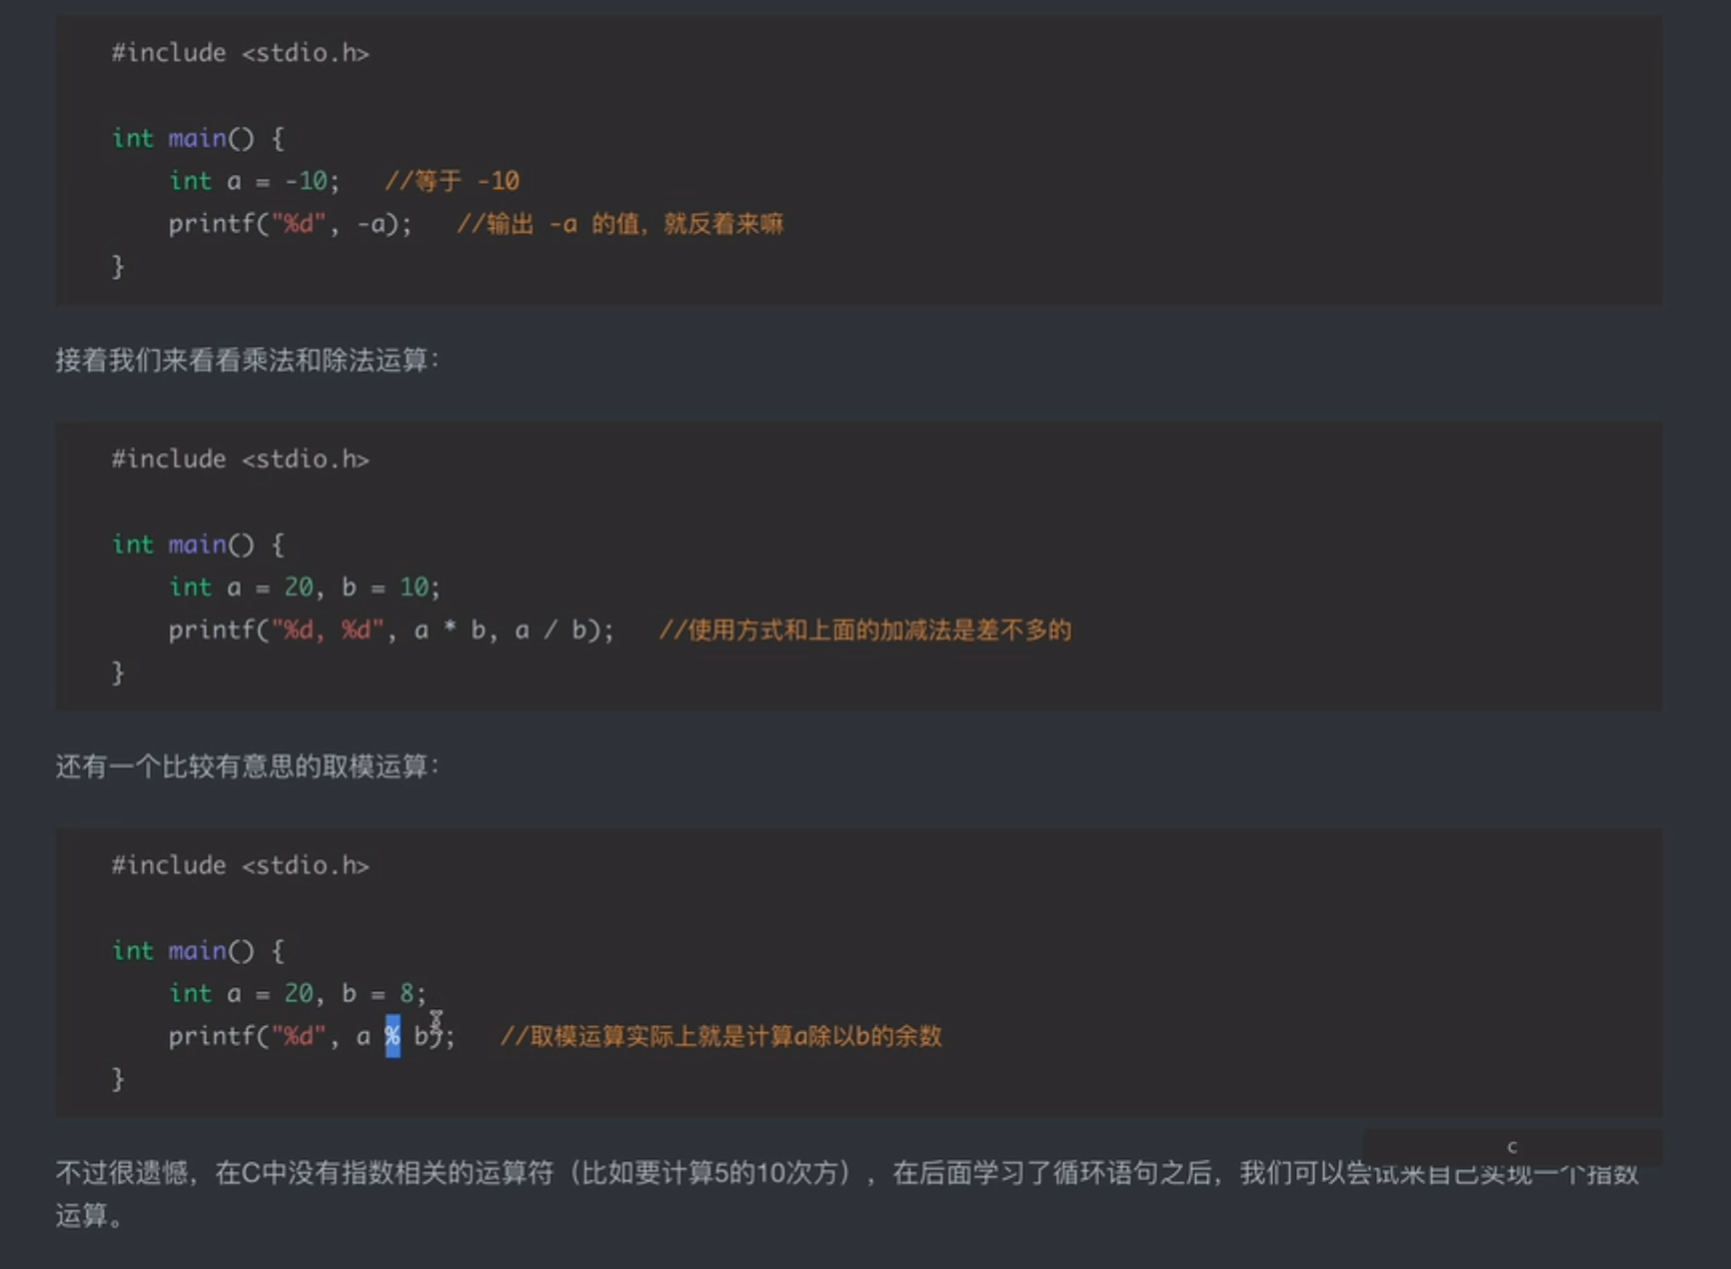 #include <stdio.h>
int main() {
int a = -10;   //等于 -10
printf("%d", -a);   //输出 -a 的值，就反着来嘛
}
接着我们来看看乘法和除法运算：
#include <stdio.h>
int main() {
int a = 20, b = 10;
printf("%d, %d", a * b, a / b);   //使用方式和上面的加减法是差不多的
}
还有一个比较有意思的取模运算：
#include <stdio.h>
int main() {
int a = 20, b = 8;
printf("%d", a % b);   //取模运算实际上就是计算a除以b的余数
}
c
不过很遗憾，在C中没有指数相关的运算符（比如要计算5的10次方），在后面学习了循环语句之后，我们可以尝试来自己实现一个指数
运算。